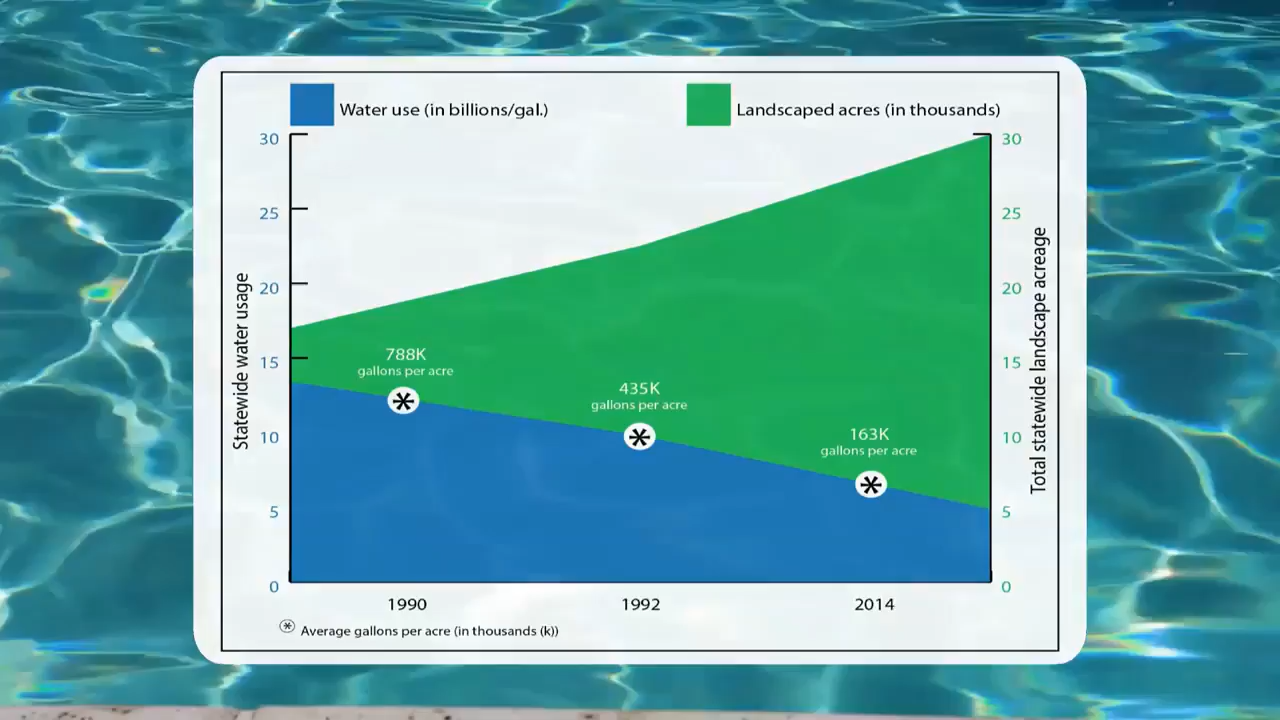 Water use (in billions/gal.)
Landscaped acres (in thousands)
30
25
20
15
10
5
0
Statewide water usage
788K
gallons per acre
435K
gallons per acre
163K
gallons per acre
30
25
20
15
10
5
0
Total statewide landscape acreage
1990
1992
2014
* Average gallons per acre (in thousands (k))